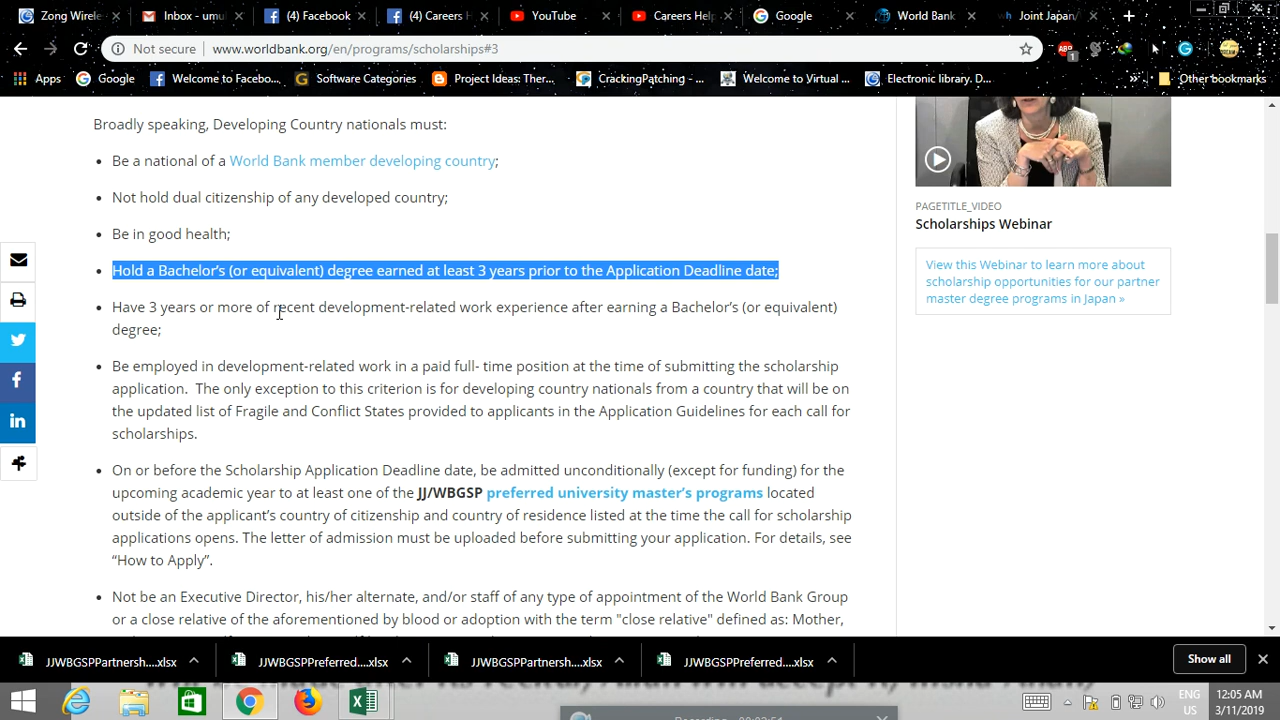 Zong Wirele
Inbox - umu
(4) Facebook
(4) Careers H
YouTube
Careers Help
Google
World Bank
Joint Japan/
Not secure
www.worldbank.org/en/programs/scholarships#3
1
Apps
Google
Welcome to Facebo...
Software Categories
Project Ideas: Ther...
CrackingPatching - ...
Welcome to Yirtual ...
Electronic library. D...
Other bookmarks
Broadly speaking, Developing Country nationals must:
Be a national of a World Bank member developing country;
Not hold dual citizenship of any developed country;
Be in good health;
Hold a Bachelor's (or equivalent) degree earned at least 3 years prior to the Application Deadline date;
Have 3 years or more of recent development-related work experience after earning a Bachelor's (or equivalent)
degree;
Be employed in development-related work in a paid full- time position at the time of submitting the scholarship
application. The only exception to this criterion is for developing country nationals from a country that will be on
the updated list of Fragile and Conflict States provided to applicants in the Application Guidelines for each call for
scholarships.
On or before the Scholarship Application Deadline date, be admitted unconditionally (except for funding) for the
upcoming academic year to at least one of the JJ/WBGSP preferred university master's programs located
outside of the applicant's country of citizenship and country of residence listed at the time the call for scholarship
applications opens. The letter of admission must be uploaded before submitting your application. For details, see
"How to Apply".
Not be an Executive Director, his/her alternate, and/or staff of any type of appointment of the World Bank Group
or a close relative of the aforementioned by blood or adoption with the term "close relative" defined as: Mother,
PAGETITLE_VIDEO
Scholarships Webinar
View this Webinar to learn more about
scholarship opportunities for our partner
master degree programs in Japan »
JJWBGSPPartnersh....xlsx
JJWBGSPPreferred....xlsx
JJWBGSPPartnersh....xlsx
JJWBGSPPreferred....xlsx
Show all
ENG
US
12:05 AM
3/11/2019